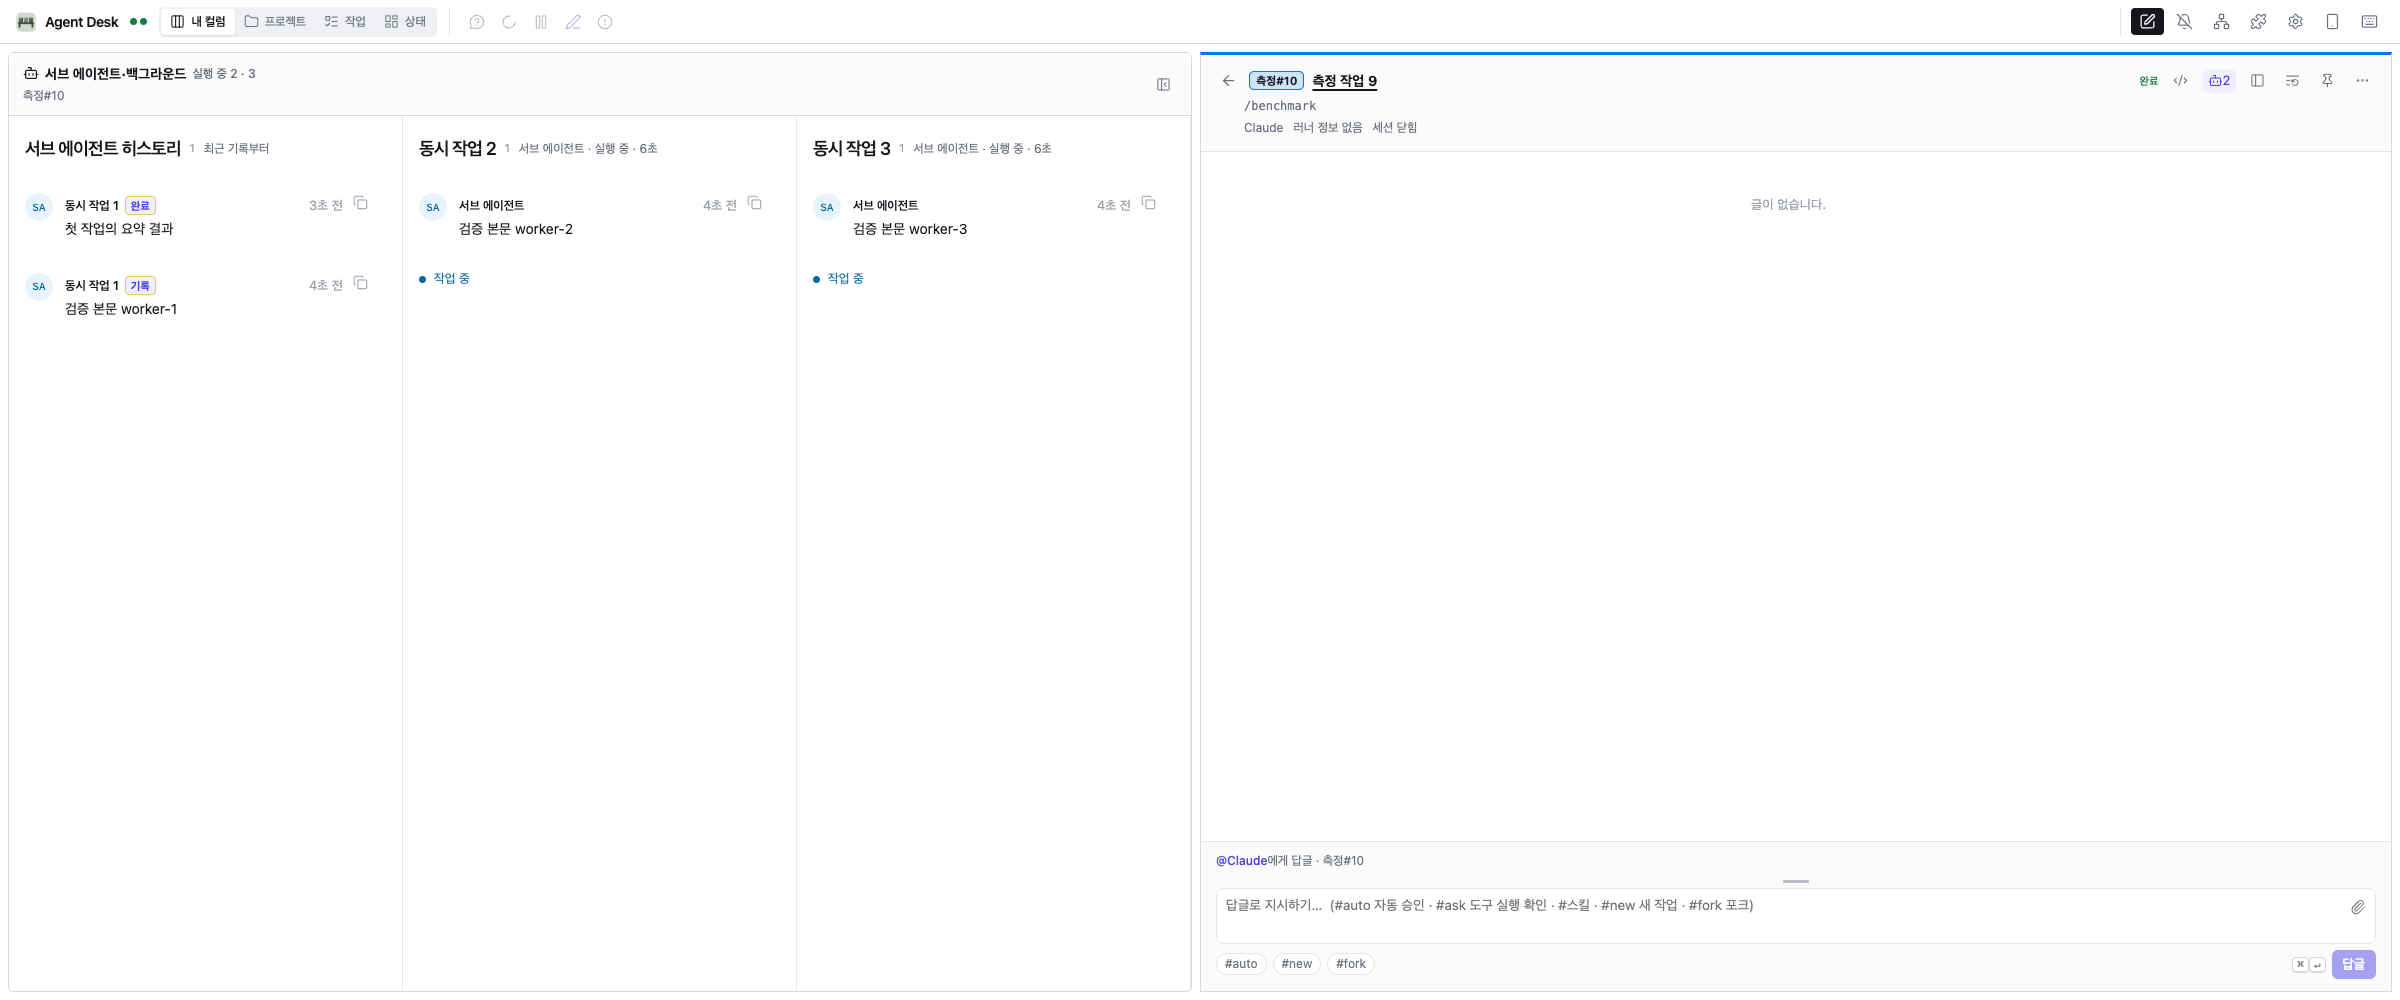 Agent Desk 내 컬럼 프로젝트 작업 상태
서브 에이전트·백그라운드 실행 중 2 · 3
측정#10
서브 에이전트 히스토리 1 최근 기록부터
SA 동시 작업 1 완료 3초 전
첫 작업의 요약 결과
SA 동시 작업 1 기록 4초 전
검증 본문 worker-1
동시 작업 2 1 서브 에이전트 · 실행 중 · 6초
SA 서브 에이전트 4초 전
검증 본문 worker-2
작업 중
동시 작업 3 1 서브 에이전트 · 실행 중 · 6초
SA 서브 에이전트 4초 전
검증 본문 worker-3
작업 중
측정#10 측정 작업 9 완료 2
/benchmark
Claude 러너 정보 없음 세션 닫힘
글이 없습니다.
@Claude에게 답글 · 측정#10
답글로 지시하기... (#auto 자동 승인 · #ask 도구 실행 확인 · #스킬 · #new 새 작업 · #fork 포크)
#auto #new #fork ⌘ ↵ 답글